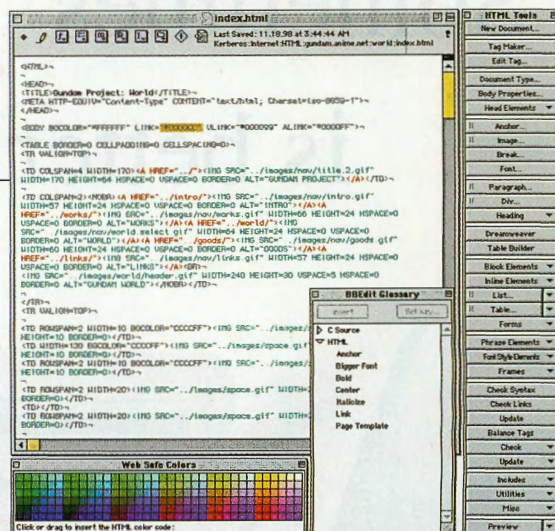 index.html
Last Saved: 11.18.98 at 3:44:44 AM
Kerberos:Internet:HTML:gundam.anime.net:world:index.html
<HTML>¬
¬
<HEAD>¬
<TITLE>Gundam Project: World</TITLE>¬
<META HTTP-EQUIV="Content-Type" CONTENT="text/html; Charset=iso-8859-1">¬
</HEAD>¬
¬
<BODY BGCOLOR="#FFFFFF" LINK="#0000CC" VLINK="#000099" ALINK="#0000FF">¬
¬
<TABLE BORDER=0 CELLPADDING=0 CELLSPACING=0>¬
<TR VALIGN=TOP>¬
¬
<TD COLSPAN=4 WIDTH=170><A HREF="../"><IMG SRC="../images/nav/title.2.gif"
WIDTH=170 HEIGHT=64 HSPACE=0 VSPACE=0 BORDER=0 ALT="GUNDAM PROJECT"></A></TD>¬
¬
<TD COLSPAN=2><NOBR><A HREF="../intro/"><IMG SRC="../images/nav/intro.gif"
WIDTH=57 HEIGHT=24 HSPACE=0 VSPACE=0 BORDER=0 ALT="INTRO"></A><A
HREF="../works/"><IMG SRC="../images/nav/works.gif" WIDTH=66 HEIGHT=24 HSPACE=0
VSPACE=0 BORDER=0 ALT="WORKS"></A><A HREF="../world/"><IMG
SRC="../images/nav/world.select.gif" WIDTH=64 HEIGHT=24 HSPACE=0 VSPACE=0
BORDER=0 ALT="WORLD"></A><A HREF="../goods/"><IMG SRC="../images/nav/goods.gif"
WIDTH=60 HEIGHT=24 HSPACE=0 VSPACE=0 BORDER=0 ALT="GOODS"></A><A
HREF="../links/"><IMG SRC="../images/nav/links.gif" WIDTH=57 HEIGHT=24 HSPACE=0
VSPACE=0 BORDER=0 ALT="LINKS"></A><BR>¬
<IMG SRC="../images/world/header.gif" WIDTH=240 HEIGHT=30 VSPACE=5 HSPACE=0
BORDER=0 ALT="GUNDAM WORLD"></NOBR></TD>¬
¬
</TR>¬
<TR VALIGN=TOP>¬
¬
<TD ROWSPAN=2 WIDTH=10 BGCOLOR="CCCCFF"><IMG SRC="../images/
HEIGHT=10 BORDER=0></TD>¬
<TD WIDTH=130 BGCOLOR="CCCCFF"><IMG SRC="../images/space.gif"
HEIGHT=10 BORDER=0></TD>¬
<TD ROWSPAN=2 WIDTH=10 BGCOLOR="CCCCFF"><IMG SRC="../images/
HEIGHT=10 BORDER=0></TD>¬
¬
<TD ROWSPAN=2 WIDTH=20><IMG SRC="../images/space.gif" WIDTH=
BORDER=0></TD>¬
<TD></TD>¬
<TD ROWSPAN=2 WIDTH=20><IMG SRC="../images/space.gif" WIDTH=
BORDER=0></TD>¬
BBEdit Glossary
Insert
Set Key...
C Source
HTML
Anchor
Bigger Font
Bold
Center
Italicize
Link
Page Template
Web Safe Colors
Click or drag to insert the HTML color code:
HTML Tools
New Document...
Tag Maker...
Edit Tag...
Document Type...
Body Properties...
Head Elements
Anchor...
Image...
Break...
Font...
Paragraph...
Div...
Heading
Dreamweaver
Table Builder
Block Elements
Inline Elements
List...
Table...
Forms
Phrase Elements
Font Style Elements
Frames
Check Syntax
Check Links
Update
Balance Tags
Check
Update
Includes
Utilities
Misc
Preview